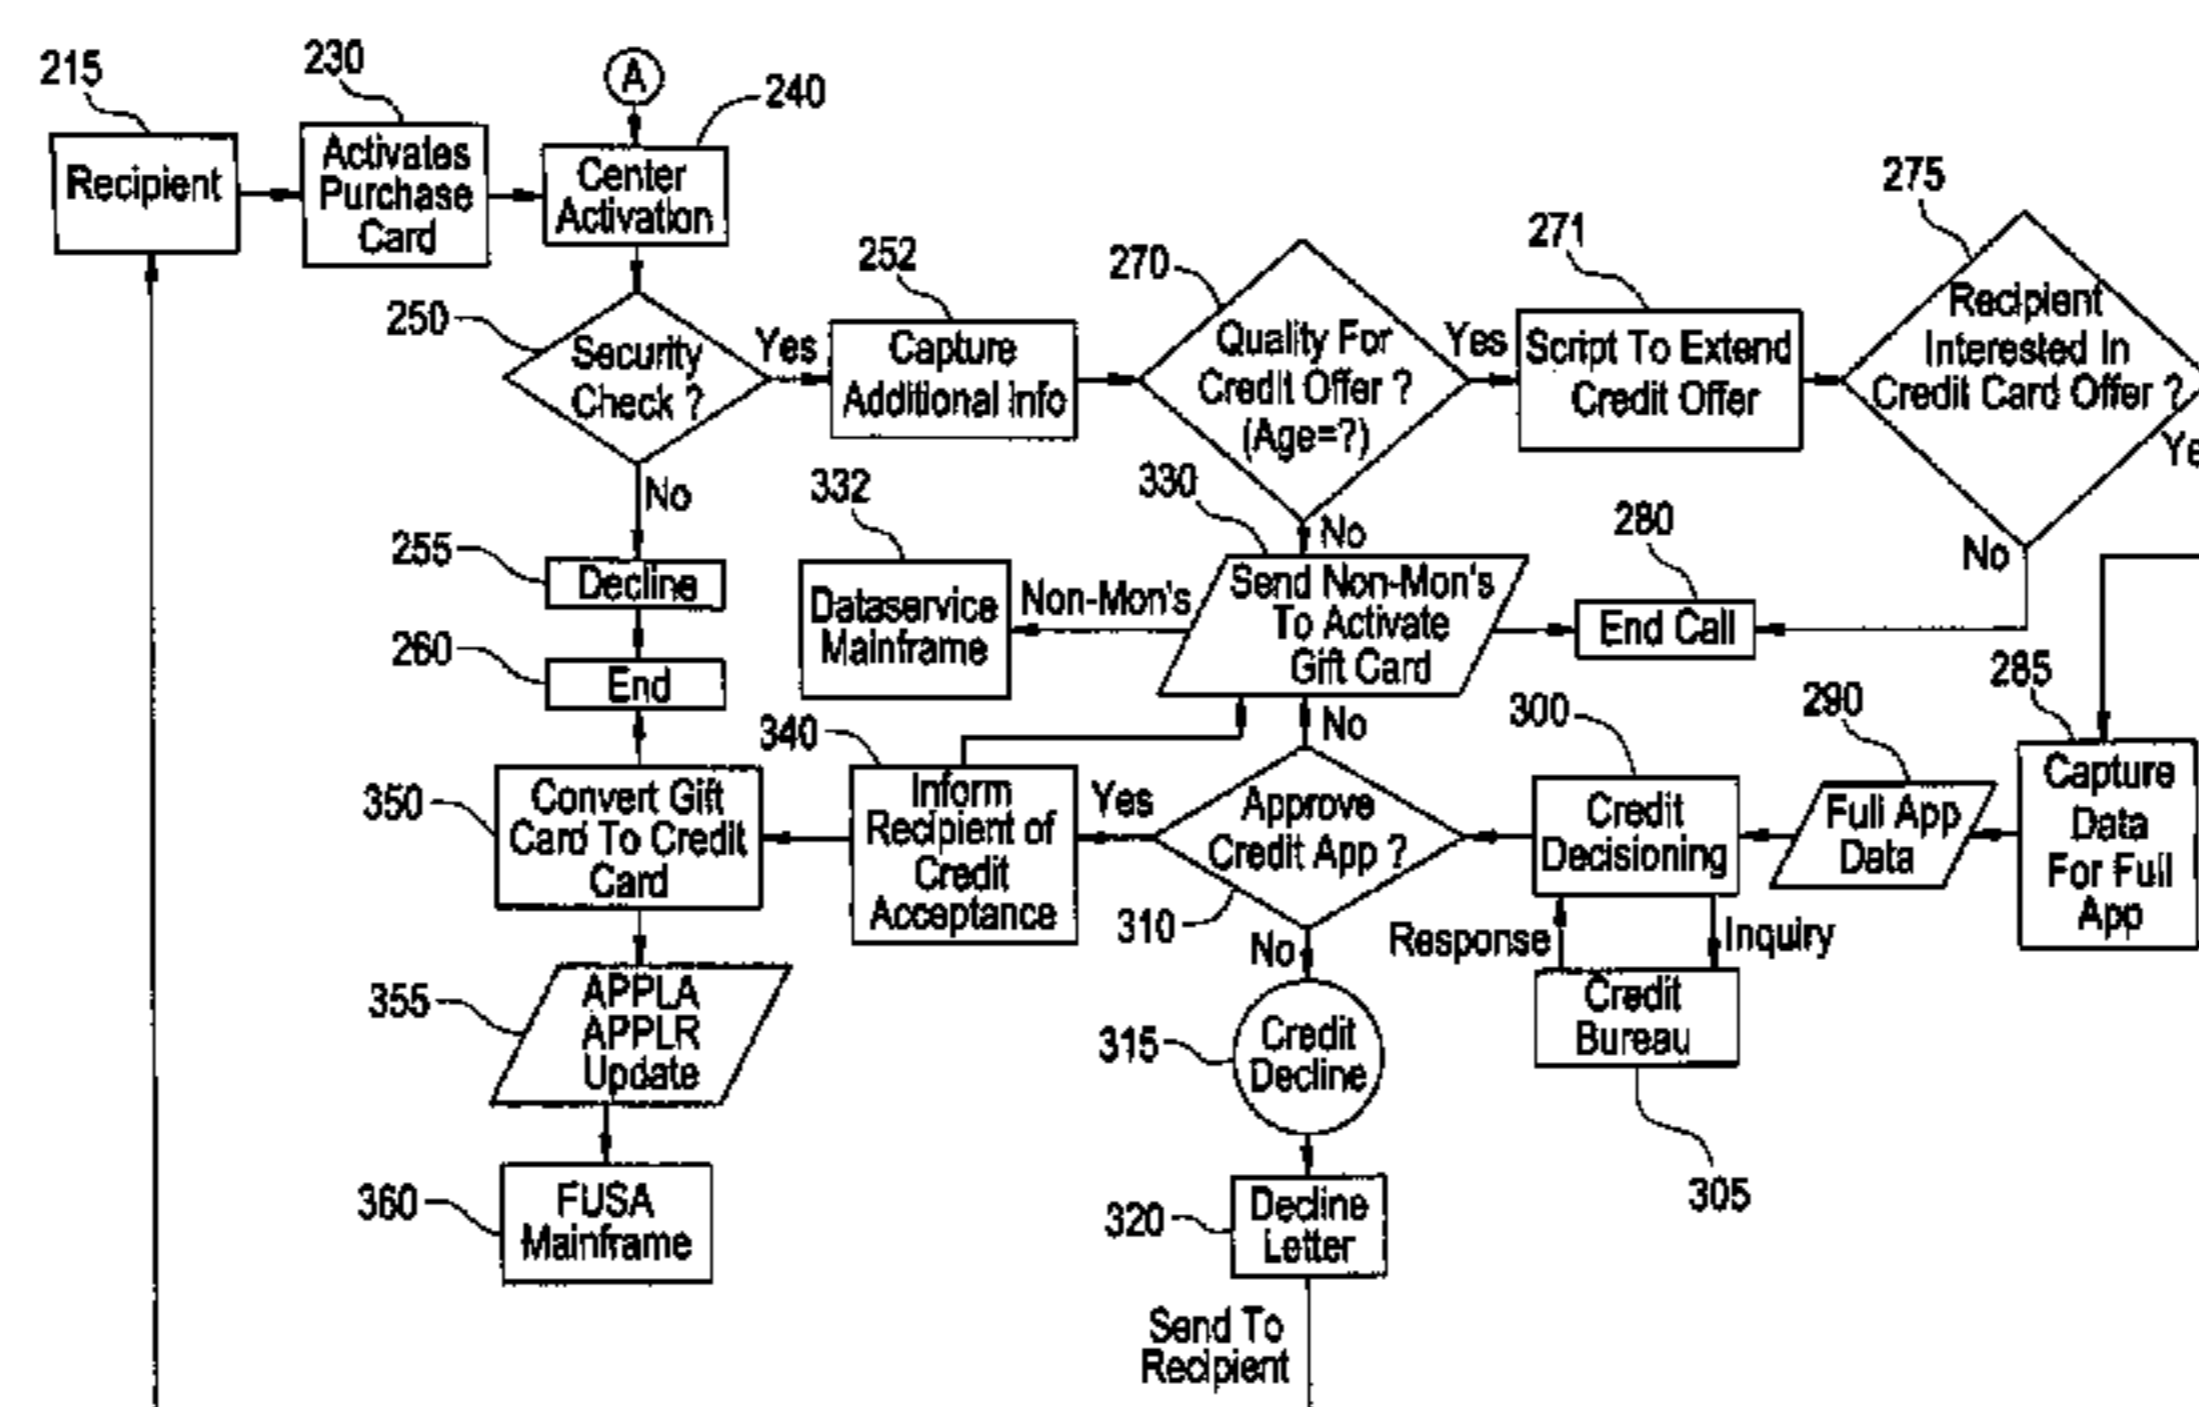 215
230
A
240
Recipient
Activates
Purchase
Card
Center
Activation
275
271
252
270
250
Security
Check ?
Yes
Capture
Additional Info
Quality For
Credit Offer ?
(Age=?)
Yes
Script To Extend
Credit Offer
Recipient
Interested In
Credit Card Offer ?
Ye
No
332
330
No
280
No
255
Decline
Dataservice
Mainframe
Non-Mon's
Send Non-Mon's
To Activate
Gift Card
End Call
260
End
285
290
300
340
No
350
Convert Gift
Card To Credit
Card
Inform
Recipient of
Credit
Acceptance
Yes
Approve
Credit App ?
310
Credit
Decisioning
Full App
Data
Capture
Data
For Full
App
No
Response
Inquiry
355
APPLA
APPLR
Update
315
Credit
Decline
Credit
Bureau
305
360
FUSA
Mainframe
320
Decline
Letter
Send To
Recipient